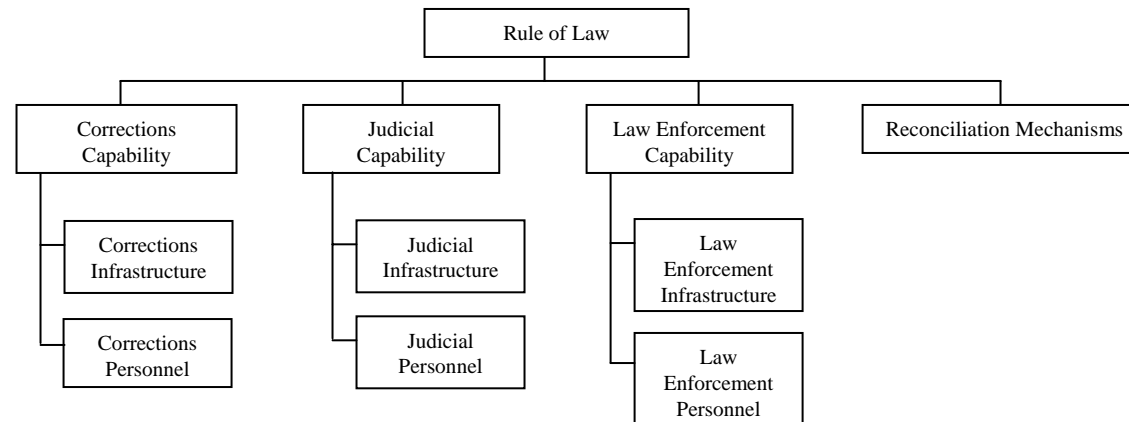 Rule of Law
Corrections
Capability
Judicial
Capability
Law Enforcement
Capability
Reconciliation Mechanisms
Corrections
Infrastructure
Judicial
Infrastructure
Law
Enforcement
Infrastructure
Corrections
Personnel
Judicial
Personnel
Law
Enforcement
Personnel